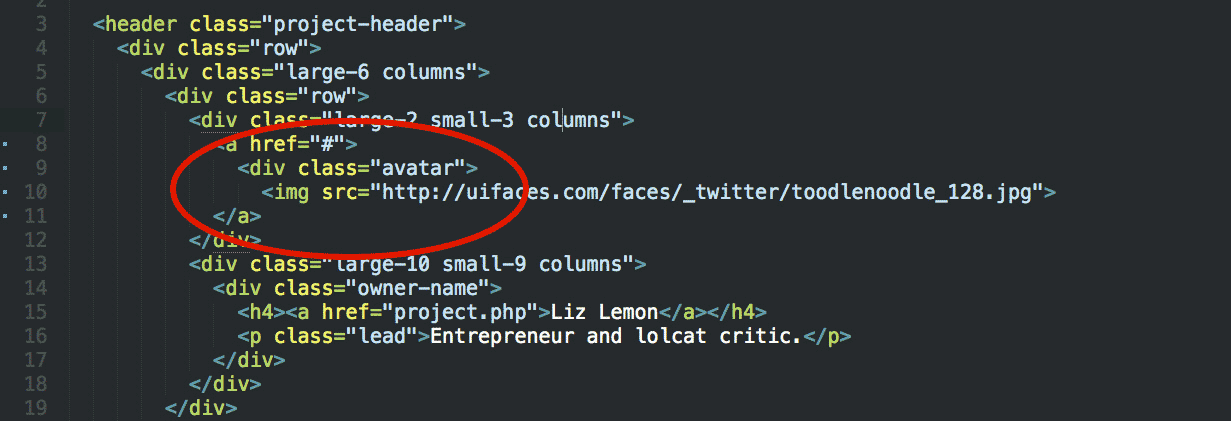 2
3 <header class="project-header">
4 <div class="row">
5 <div class="large-6 columns">
6 <div class="row">
7 <div class="large-2 small-3 columns">
8 <a href="#">
9 <div class="avatar">
10 <img src="http://uifaces.com/faces/_twitter/toodlenoodle_128.jpg">
11 </a>
12 </div>
13 <div class="large-10 small-9 columns">
14 <div class="owner-name">
15 <h4><a href="project.php">Liz Lemon</a></h4>
16 <p class="lead">Entrepreneur and lolcat critic.</p>
17 </div>
18 </div>
19 </div>